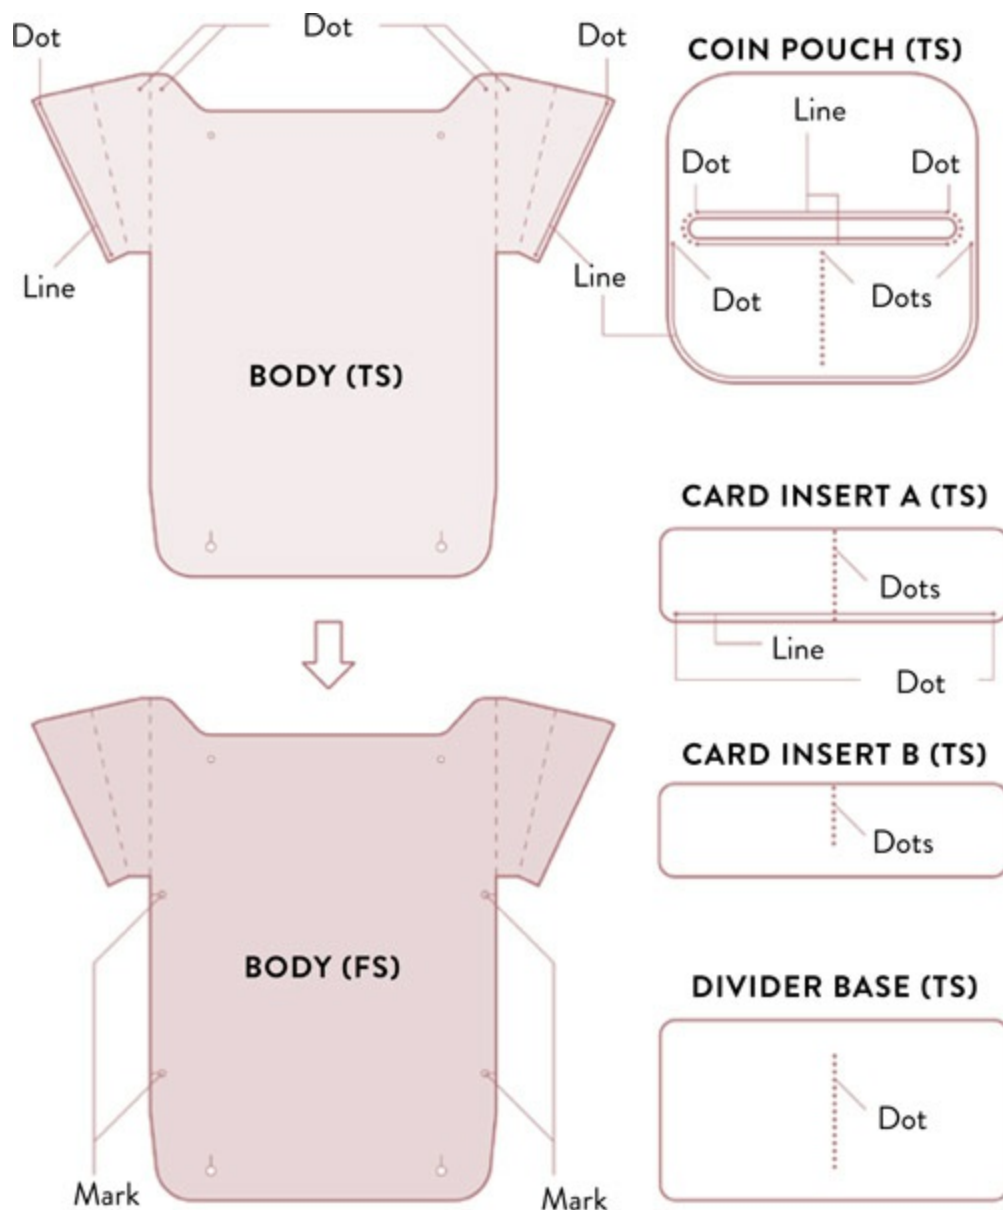 Dot
Dot
Dot
Line
Line
BODY (TS)
COIN POUCH (TS)
Line
Dot
Dot
Dot
Dots
CARD INSERT A (TS)
Dots
Line
Dot
CARD INSERT B (TS)
Dots
BODY (FS)
Mark
Mark
DIVIDER BASE (TS)
Dot